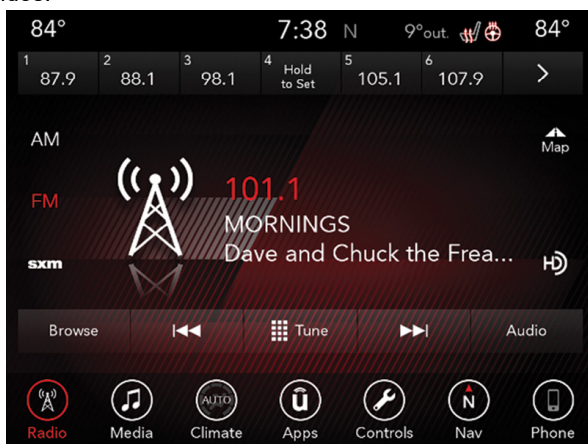 84° 7:38 N 9°out. 84°
1 87.9 2 88.1 3 98.1 4 Hold to Set 5 105.1 6 107.9 >
AM
Map
FM
101.1
MORNINGS
Dave and Chuck the Frea...
sxm
HD
Browse Tune Audio
AUTO û N
Radio Media Climate Apps Controls Nav Phone